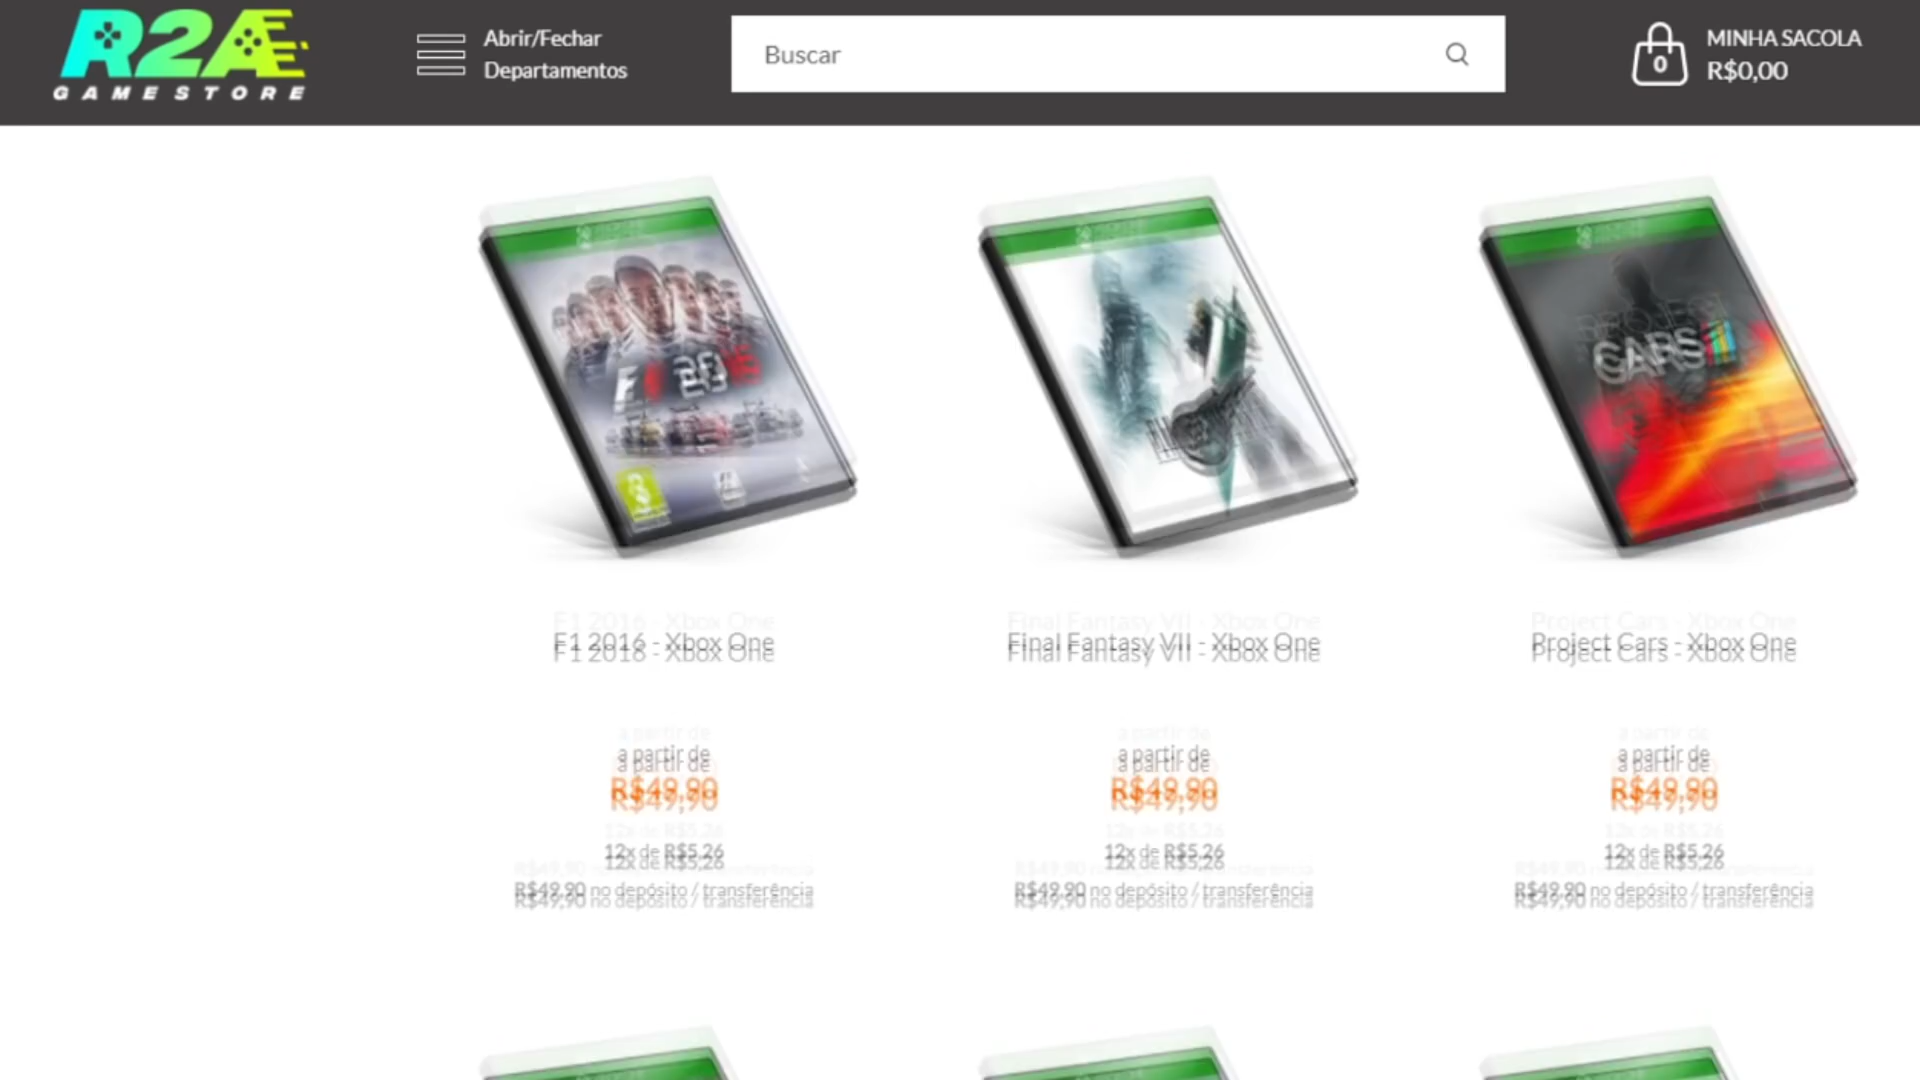 R2Æ
GAMESTORE
Abrir/Fechar
Departamentos
Buscar
0
MINHA SACOLA
R$0,00
CARS
F1 2016 - Xbox One
Final Fantasy VII - Xbox One
Project Cars - Xbox One
a partir de
a partir de
a partir de
R$49,90
R$49,90
R$49,90
12x de R$5,26
12x de R$5,26
12x de R$5,26
R$49,90 no depósito / transferência
R$49,90 no depósito / transferência
R$49,90 no depósito / transferência